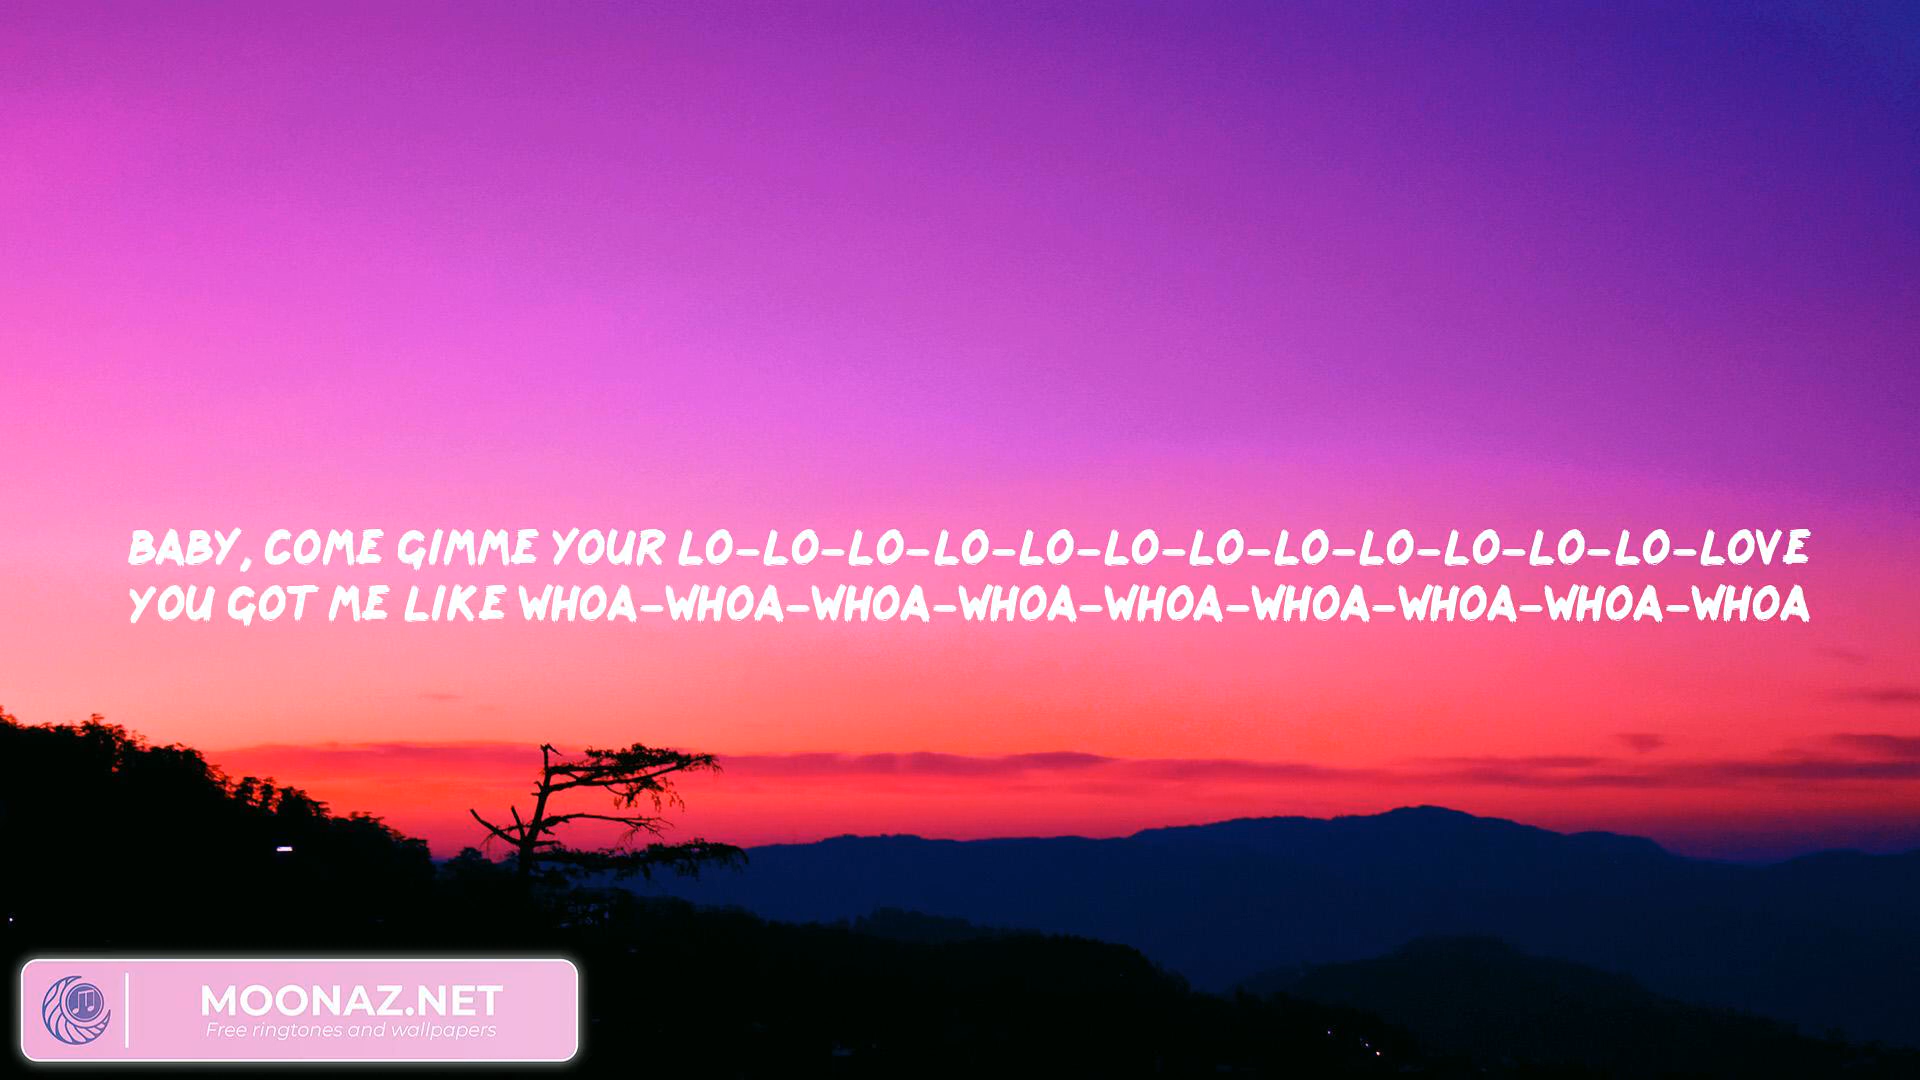 BABY, COME GIMME YOUR LO-LO-LO-LO-LO-LO-LO-LO-LO-LO-LO-LO-LOVE
YOU GOT ME LIKE WHOA-WHOA-WHOA-WHOA-WHOA-WHOA-WHOA-WHOA-WHOA
MOONAZ.NET
Free ringtones and wallpapers